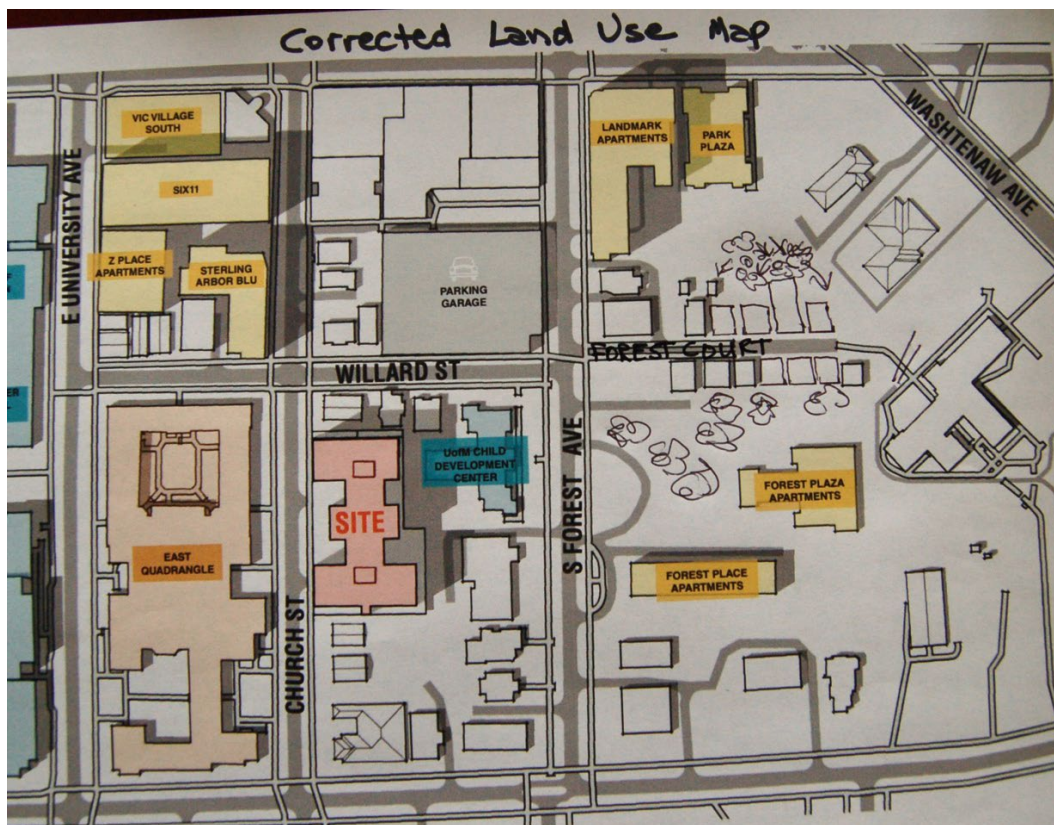 Corrected Land Use Map
VIC VILLAGE
SOUTH
LANDMARK
APARTMENTS
PARK
PLAZA
WASHTENAW AVE
E UNIVERSITY AVE
SIX11
Z PLACE
APARTMENTS
STERLING
ARBOR BLU
PARKING
GARAGE
FOREST COURT
WILLARD ST
ER
UofM CHILD
DEVELOPMENT
CENTER
S FOREST AVE
FOREST PLAZA
APARTMENTS
SITE
EAST
QUADRANGLE
FOREST PLACE
APARTMENTS
CHURCH ST